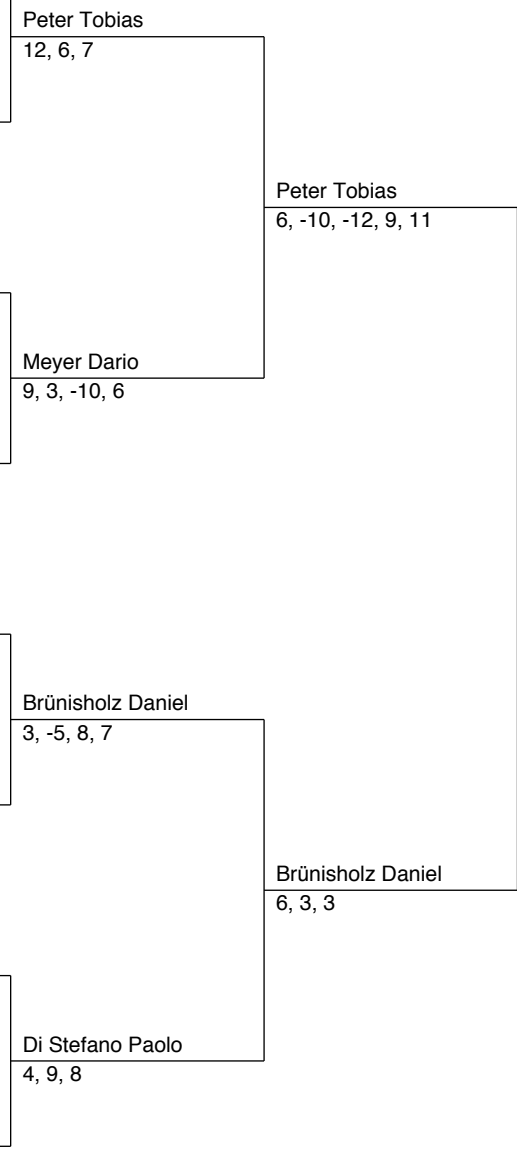 Peter Tobias
12, 6, 7
Peter Tobias
6, -10, -12, 9, 11
Meyer Dario
9, 3, -10, 6
Brünisholz Daniel
3, -5, 8, 7
Brünisholz Daniel
6, 3, 3
Di Stefano Paolo
4, 9, 8